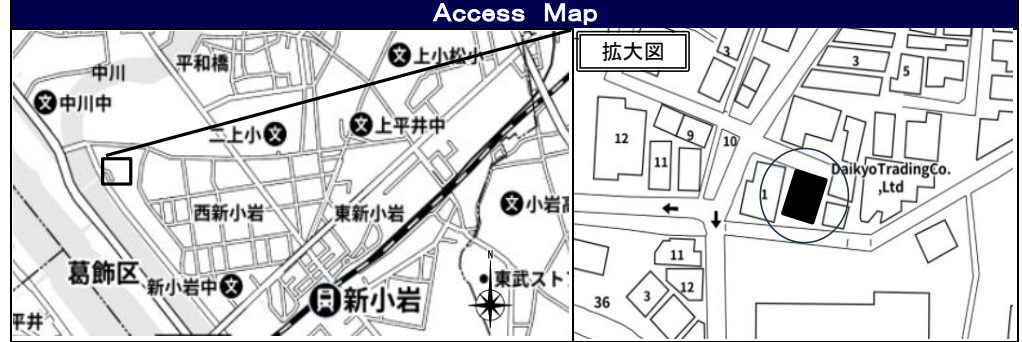 Access Map
中川
平和橋
上小松小
中川中
二上小
上平井中
西新小岩
東新小岩
小岩高
葛飾区
新小岩中
新小岩
東武スト
平井
N
拡大図
3
3
5
12
9
11
10
DaikyoTradingCo.
,Ltd
1
11
12
36
3